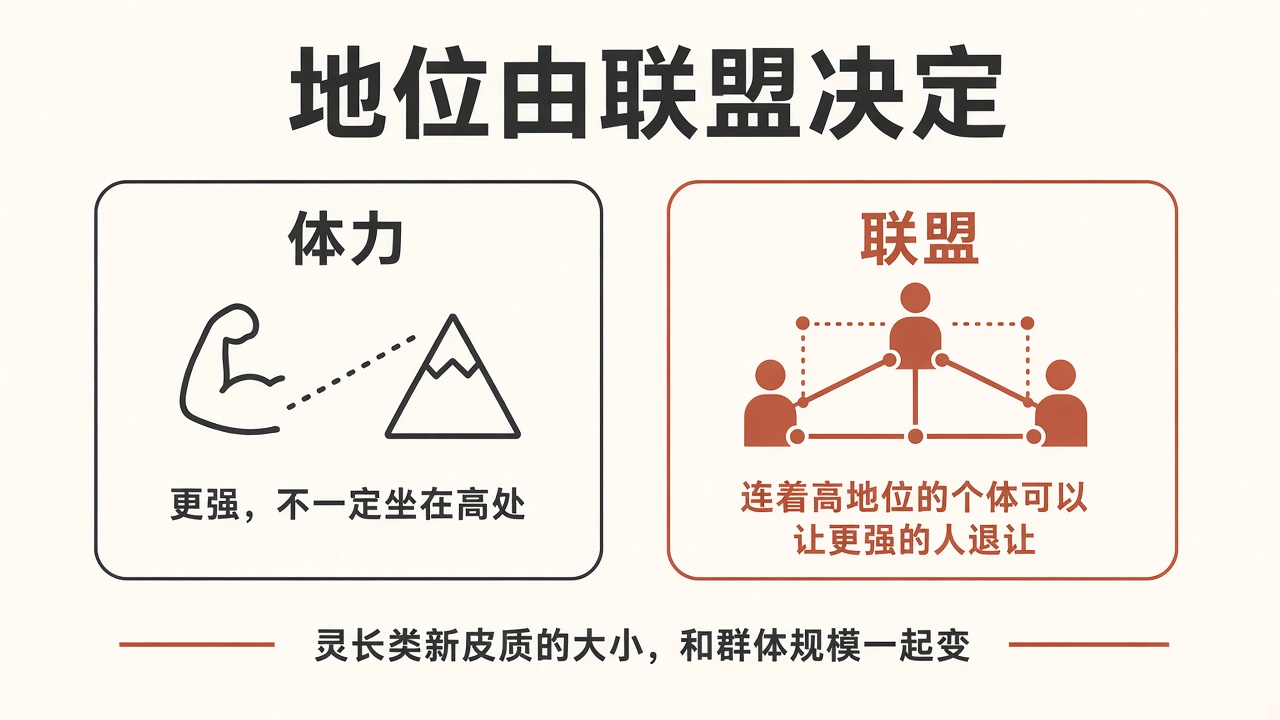 地位由联盟决定
体力
更强，不一定坐在高处
联盟
连着高地位的个体可以
让更强的人退让
灵长类新皮质的大小，和群体规模一起变